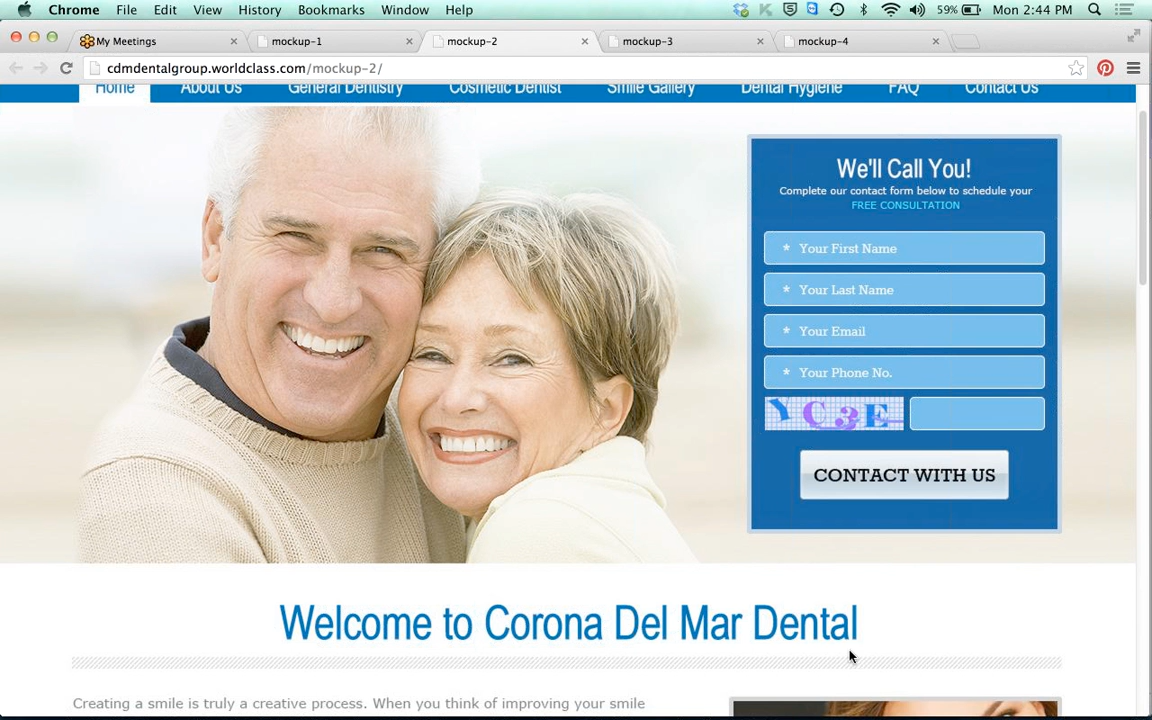 Chrome File Edit View History Bookmarks Window Help 59% Mon 2:44 PM
My Meetings mockup-1 mockup-2 mockup-3 mockup-4
cdmdentalgroup.worldclass.com/mockup-2/
Home About Us General Dentistry Cosmetic Dentist Smile Gallery Dental Hygiene FAQ Contact Us
We'll Call You!
Complete our contact form below to schedule your
FREE CONSULTATION
* Your First Name
* Your Last Name
* Your Email
* Your Phone No.
YC3E
CONTACT WITH US
Welcome to Corona Del Mar Dental
Creating a smile is truly a creative process. When you think of improving your smile